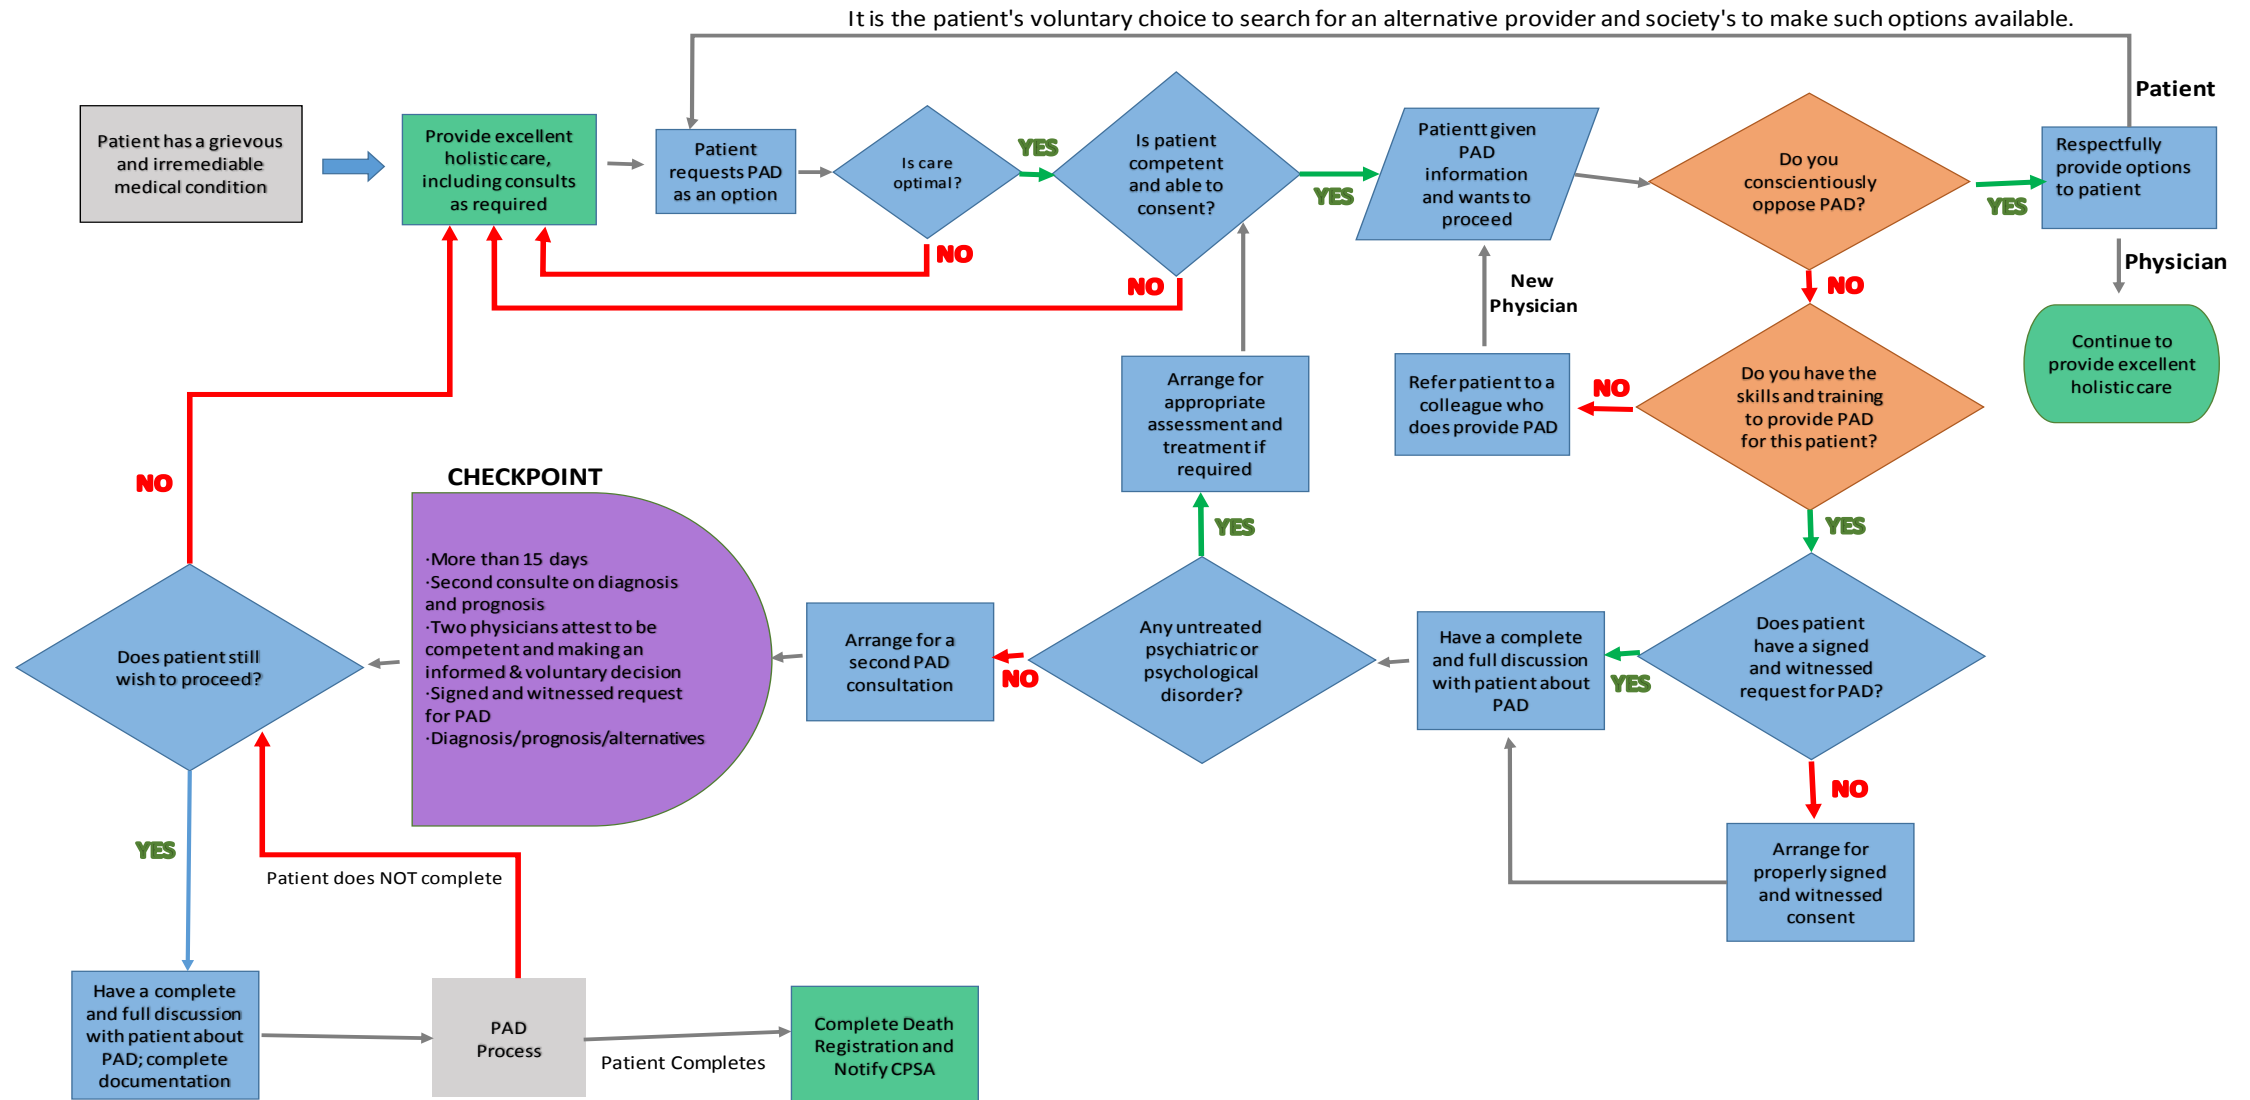 It is the patient's voluntary choice to search for an alternative provider and society's to make such options available.
Patient has a grievous
and irremediable
medical condition
Provide excellent
holistic care,
including consults
as required
Patient
requests PAD
as an option
Is care
optimal?
YES
NO
Is patient
competent
and able to
consent?
YES
NO
Patientt given
PAD
information
and wants to
proceed
Do you
conscientiously
oppose PAD?
YES
NO
Respectfully
provide options
to patient
Patient
Physician
Continue to
provide excellent
holistic care
New
Physician
Refer patient to a
colleague who
does provide PAD
NO
Do you have the
skills and training
to provide PAD
for this patient?
YES
Does patient
have a signed
and witnessed
request for PAD?
YES
NO
Arrange for
properly signed
and witnessed
consent
Have a complete
and full discussion
with patient about
PAD
Any untreated
psychiatric or
psychological
disorder?
YES
NO
Arrange for
appropriate
assessment and
treatment if
required
Arrange for a
second PAD
consultation
CHECKPOINT
·More than 15 days
·Second consulte on diagnosis
and prognosis
·Two physicians attest to be
competent and making an
informed & voluntary decision
·Signed and witnessed request
for PAD
·Diagnosis/prognosis/alternatives
Does patient still
wish to proceed?
NO
YES
Patient does NOT complete
Have a complete
and full discussion
with patient about
PAD; complete
documentation
PAD
Process
Patient Completes
Complete Death
Registration and
Notify CPSA